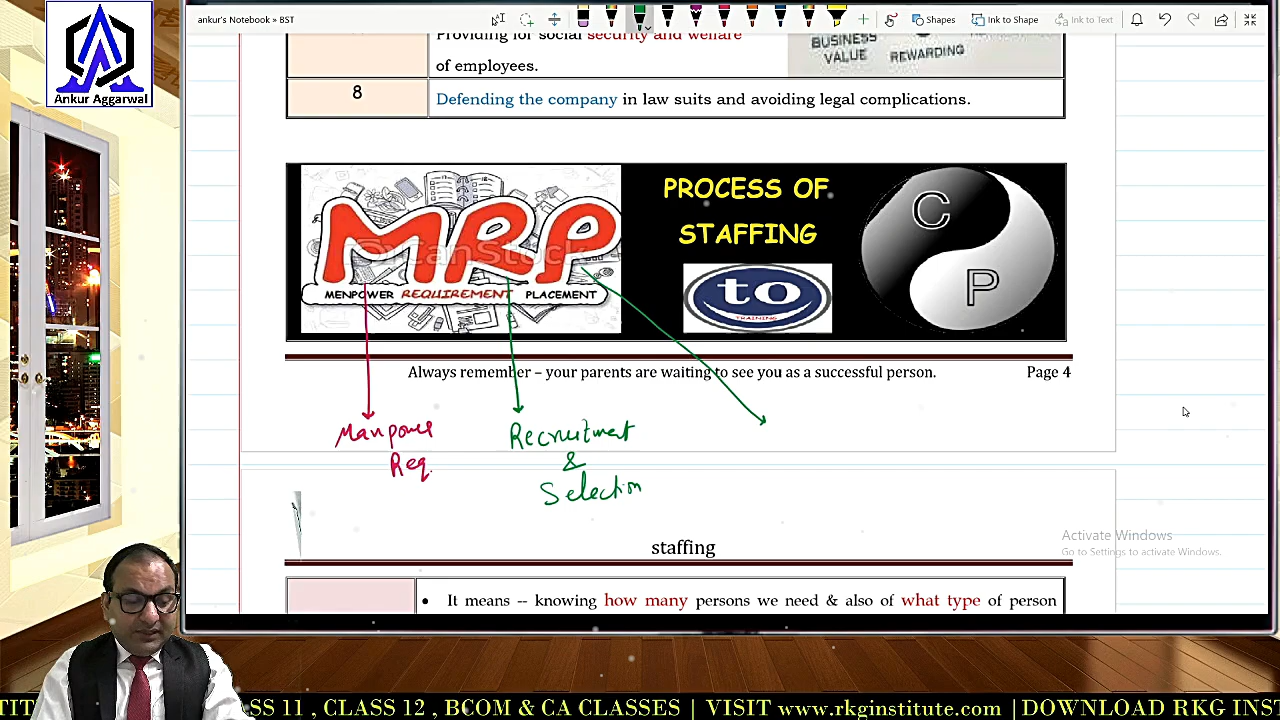 ankur's Notebook » BST
Shapes
Ink to Shape
Ink to Text
Ankur Aggarwal
Providing for social security and welfare
of employees.
BUSINESS
VALUE
REWARDING
8
Defending the company in law suits and avoiding legal complications.
MRP
CanStock
MENPOWER REQUIREMENT PLACEMENT
PROCESS OF
STAFFING
to
TRAINING
C
P
Always remember – your parents are waiting to see you as a successful person.
Page 4
Manpower
Req.
Recruitment
&
Selection
Activate Windows
Go to Settings to activate Windows.
staffing
• It means -- knowing how many persons we need & also of what type of person
TIT
ASS 11 , CLASS 12 , BCOM & CA CLASSES | VISIT www.rkginstitute.com |DOWNLOAD RKG INS